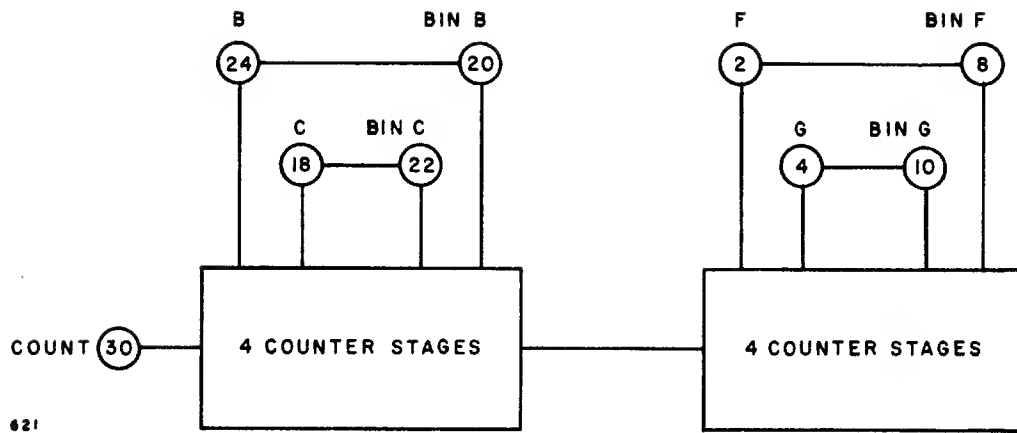 B BIN B F BIN F
24 20 2 8
C BIN C G BIN G
18 22 4 10
COUNT 30 4 COUNTER STAGES 4 COUNTER STAGES
621